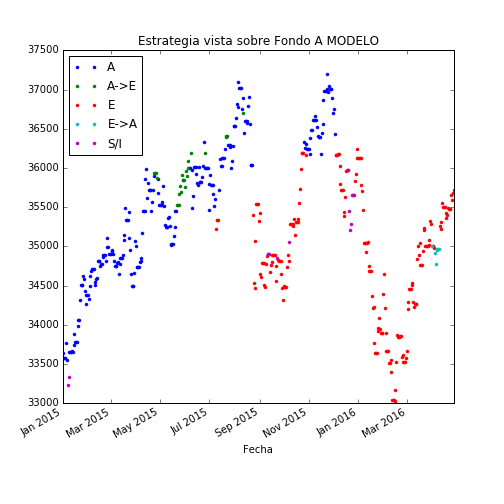 Estrategia vista sobre Fondo A MODELO
37500
37000
36500
36000
35500
35000
34500
34000
33500
33000
A
A->E
E
E->A
S/I
Jan 2015
Mar 2015
May 2015
Jul 2015
Sep 2015
Nov 2015
Jan 2016
Mar 2016
Fecha